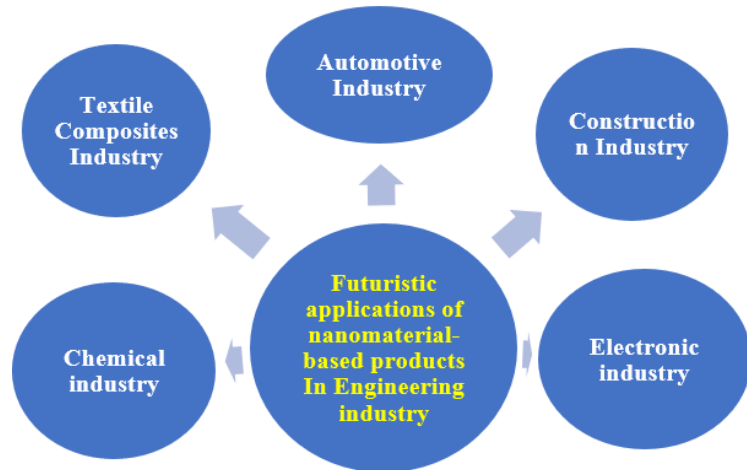 Automotive
Industry
Textile
Composites
Industry
Constructio
n Industry
Futuristic
applications of
nanomaterial-
based products
In Engineering
industry
Chemical
industry
Electronic
industry